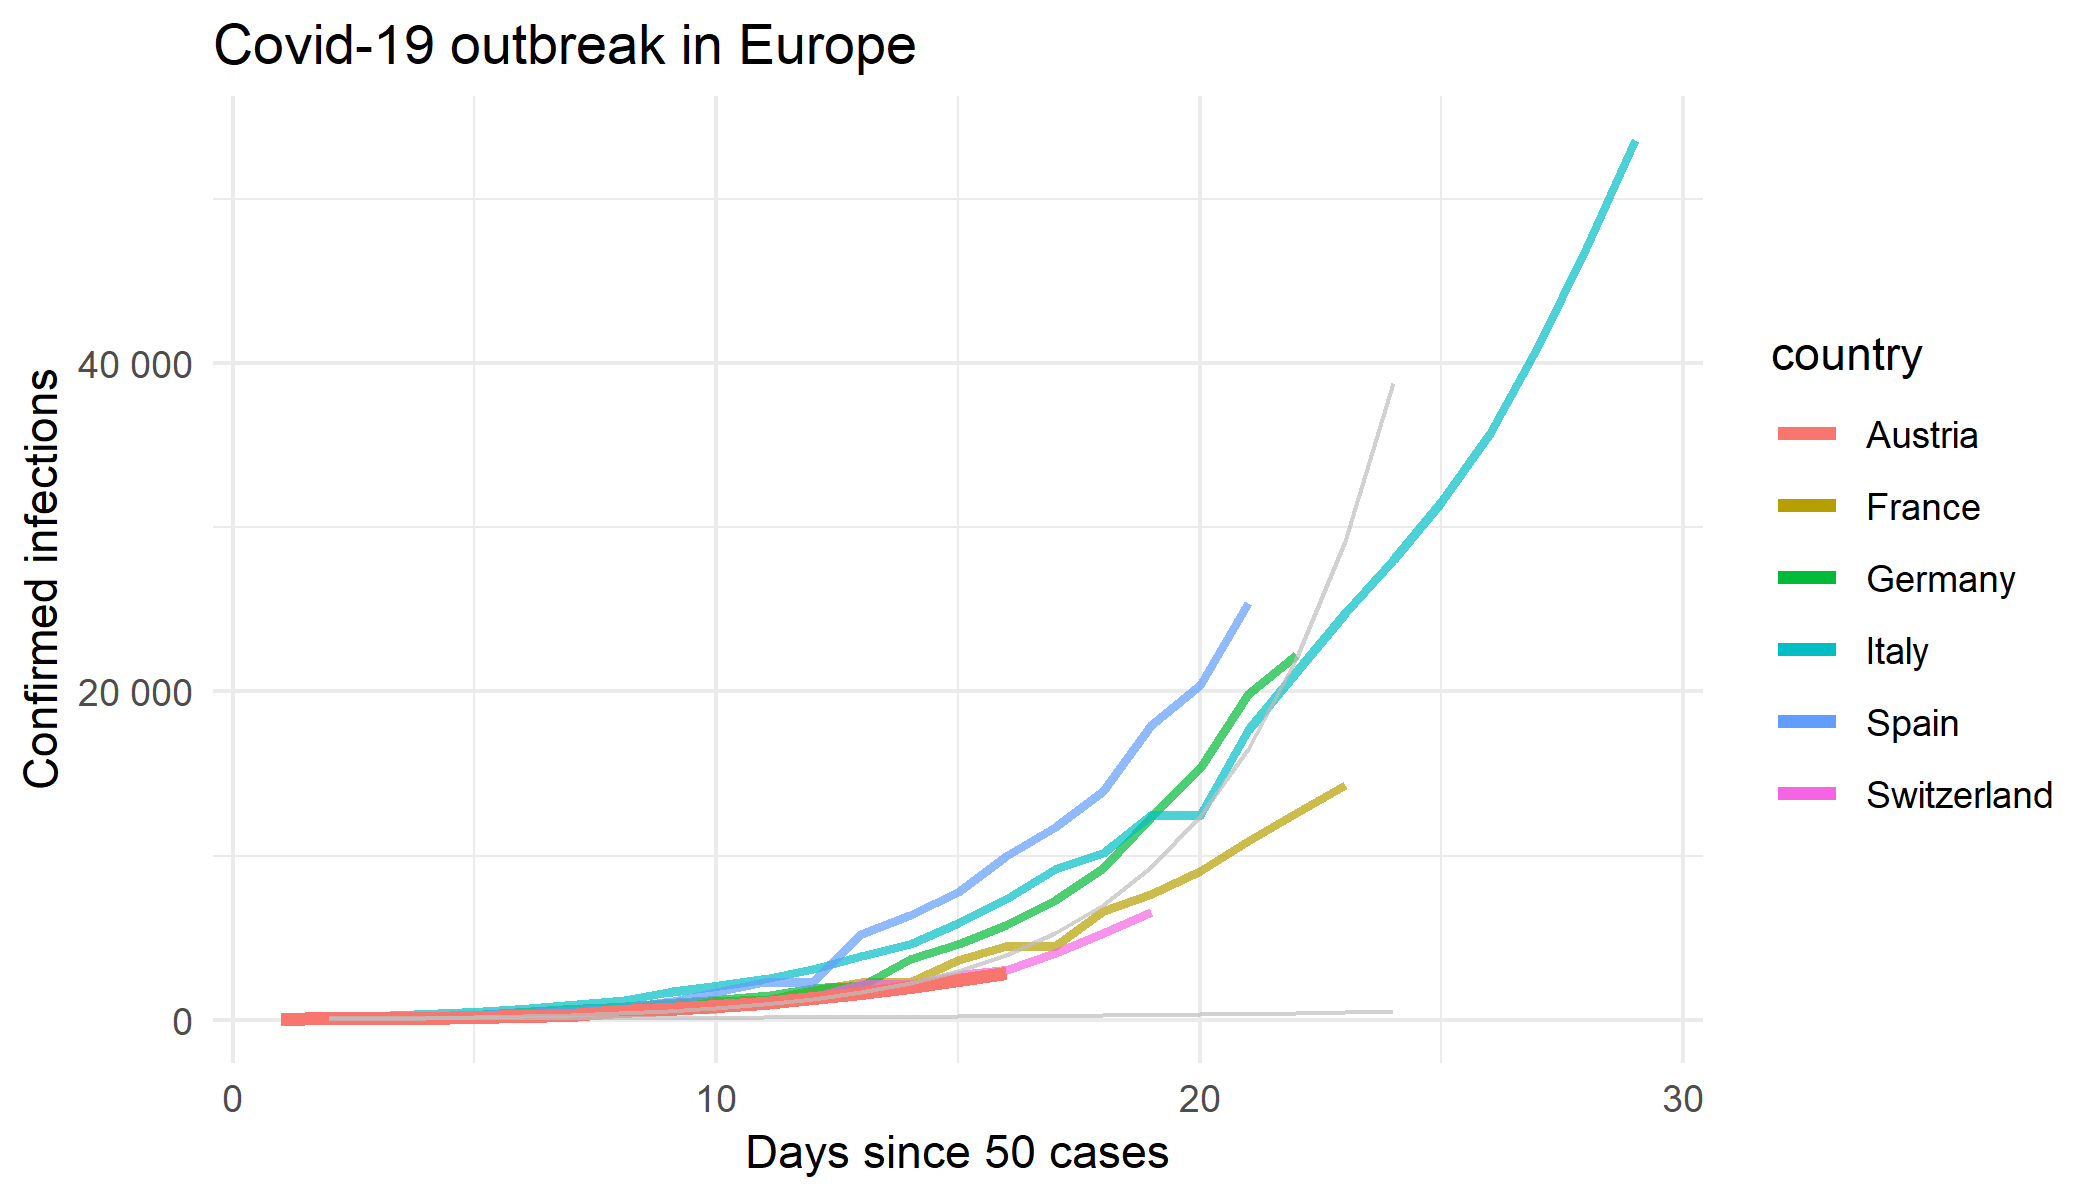 Covid-19 outbreak in Europe
Confirmed infections
40 000
20 000
0
0 10 20 30
Days since 50 cases
country
Austria
France
Germany
Italy
Spain
Switzerland